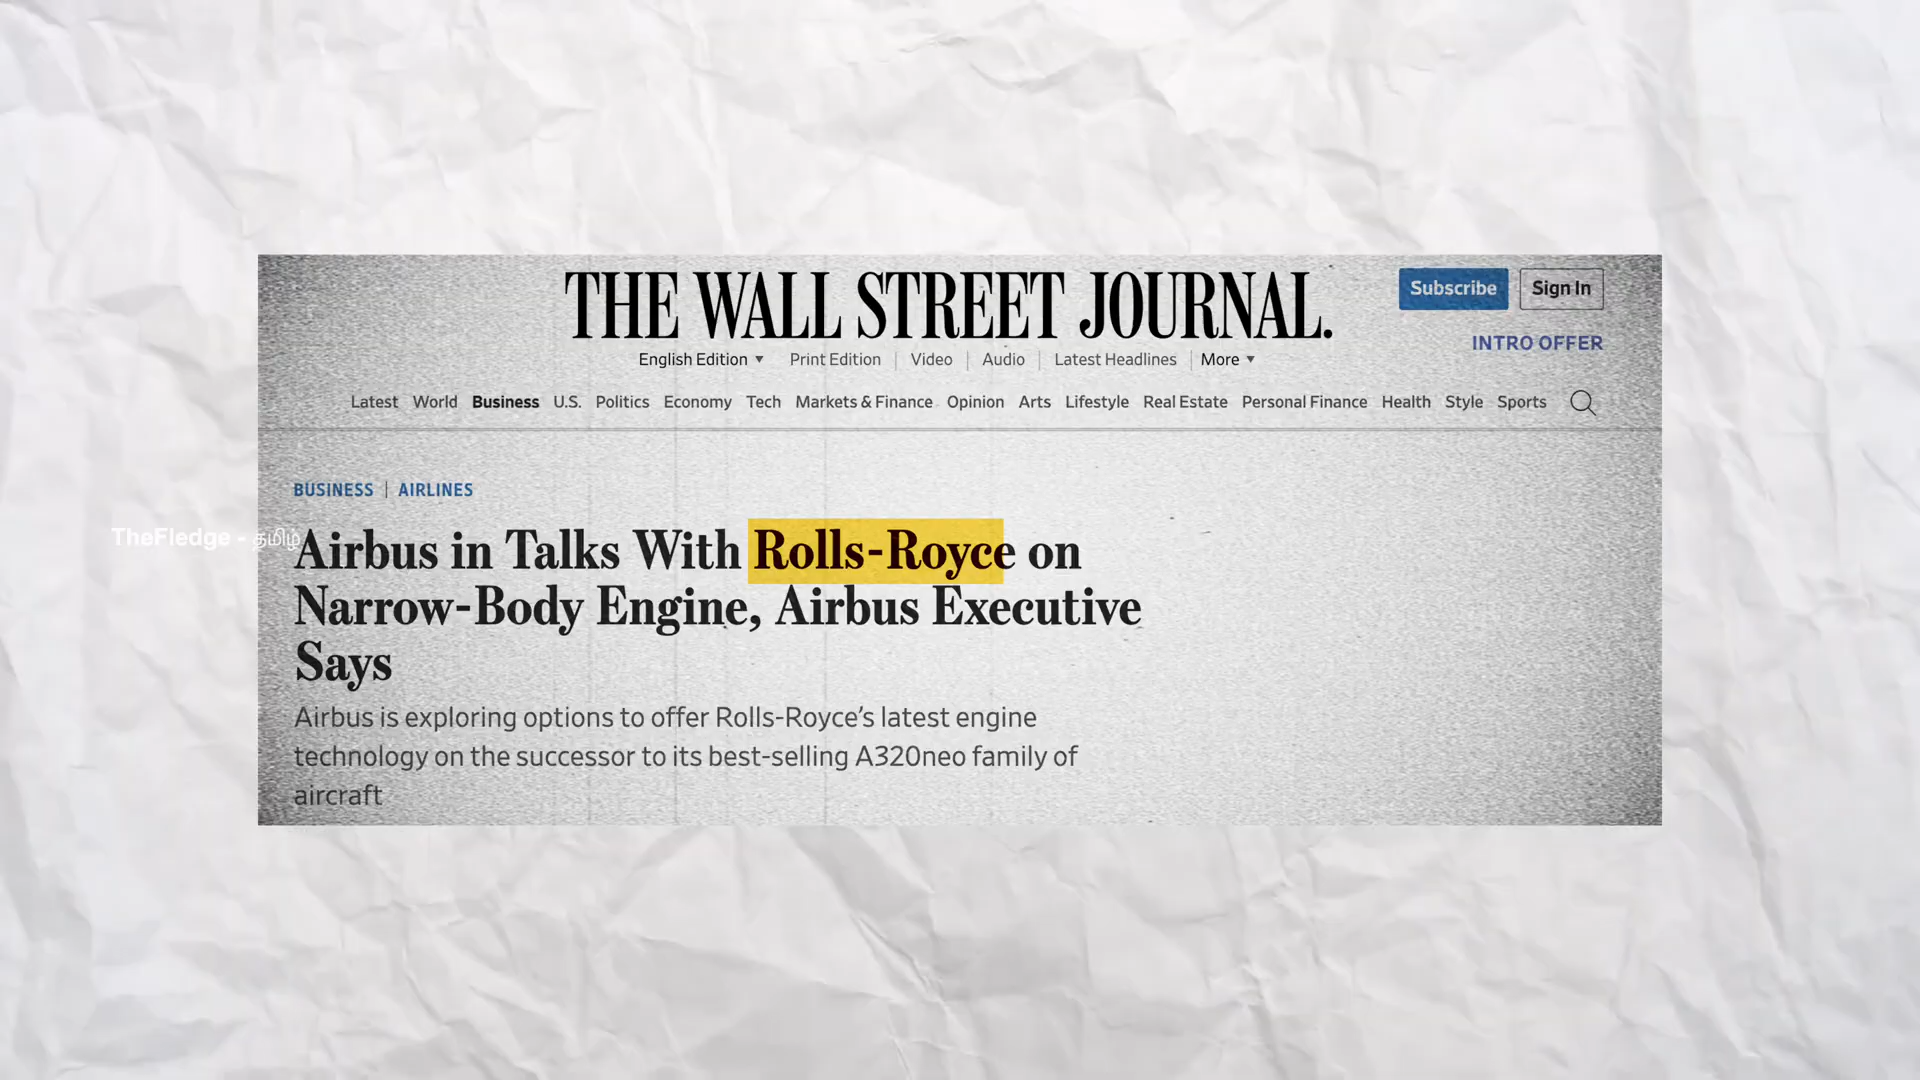 THE WALL STREET JOURNAL.
Subscribe
Sign In
INTRO OFFER
English Edition Print Edition Video Audio Latest Headlines More
Latest World Business U.S. Politics Economy Tech Markets & Finance Opinion Arts Lifestyle Real Estate Personal Finance Health Style Sports
BUSINESS | AIRLINES
TheFledge - தமிழ்
Airbus in Talks With Rolls-Royce on
Narrow-Body Engine, Airbus Executive
Says
Airbus is exploring options to offer Rolls-Royce’s latest engine
technology on the successor to its best-selling A320neo family of
aircraft